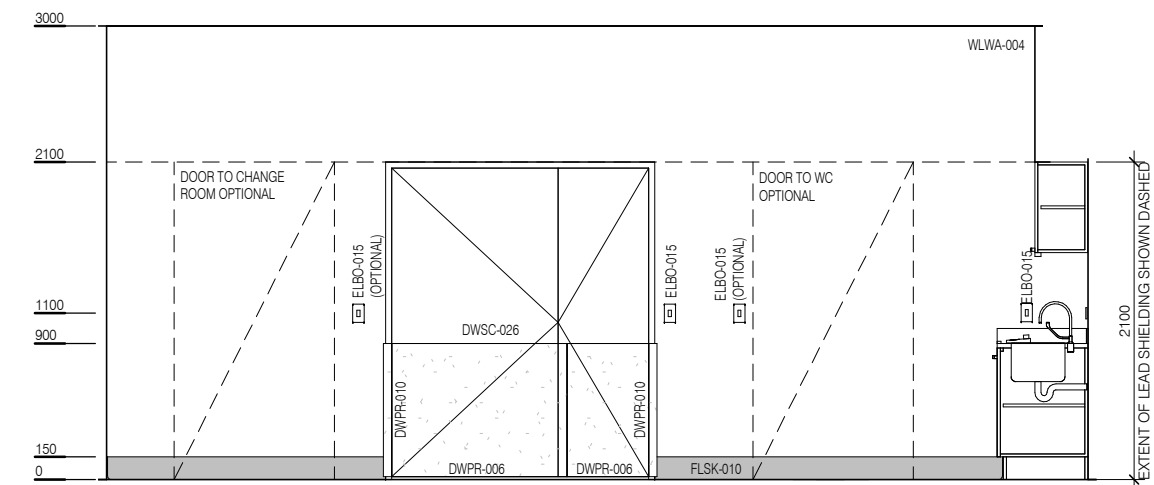 3000
WLWA-004
2100
DOOR TO CHANGE
ROOM OPTIONAL
DOOR TO WC
OPTIONAL
ELBO-015
(OPTIONAL)
ELBO-015
ELBO-015
(OPTIONAL)
ELBO-015
1100
DWSC-026
900
2100
EXTENT OF LEAD SHIELDING SHOWN DASHED
DWPR-010
DWPR-010
150
0
DWPR-006
DWPR-006
FLSK-010